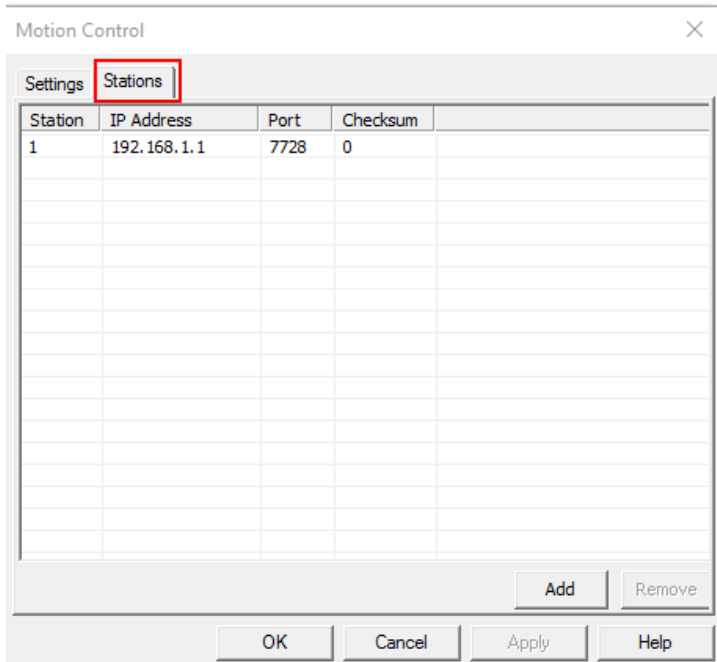 Motion Control
Settings Stations
Station IP Address Port Checksum
1 192.168.1.1 7728 0
Add Remove
OK Cancel Apply Help